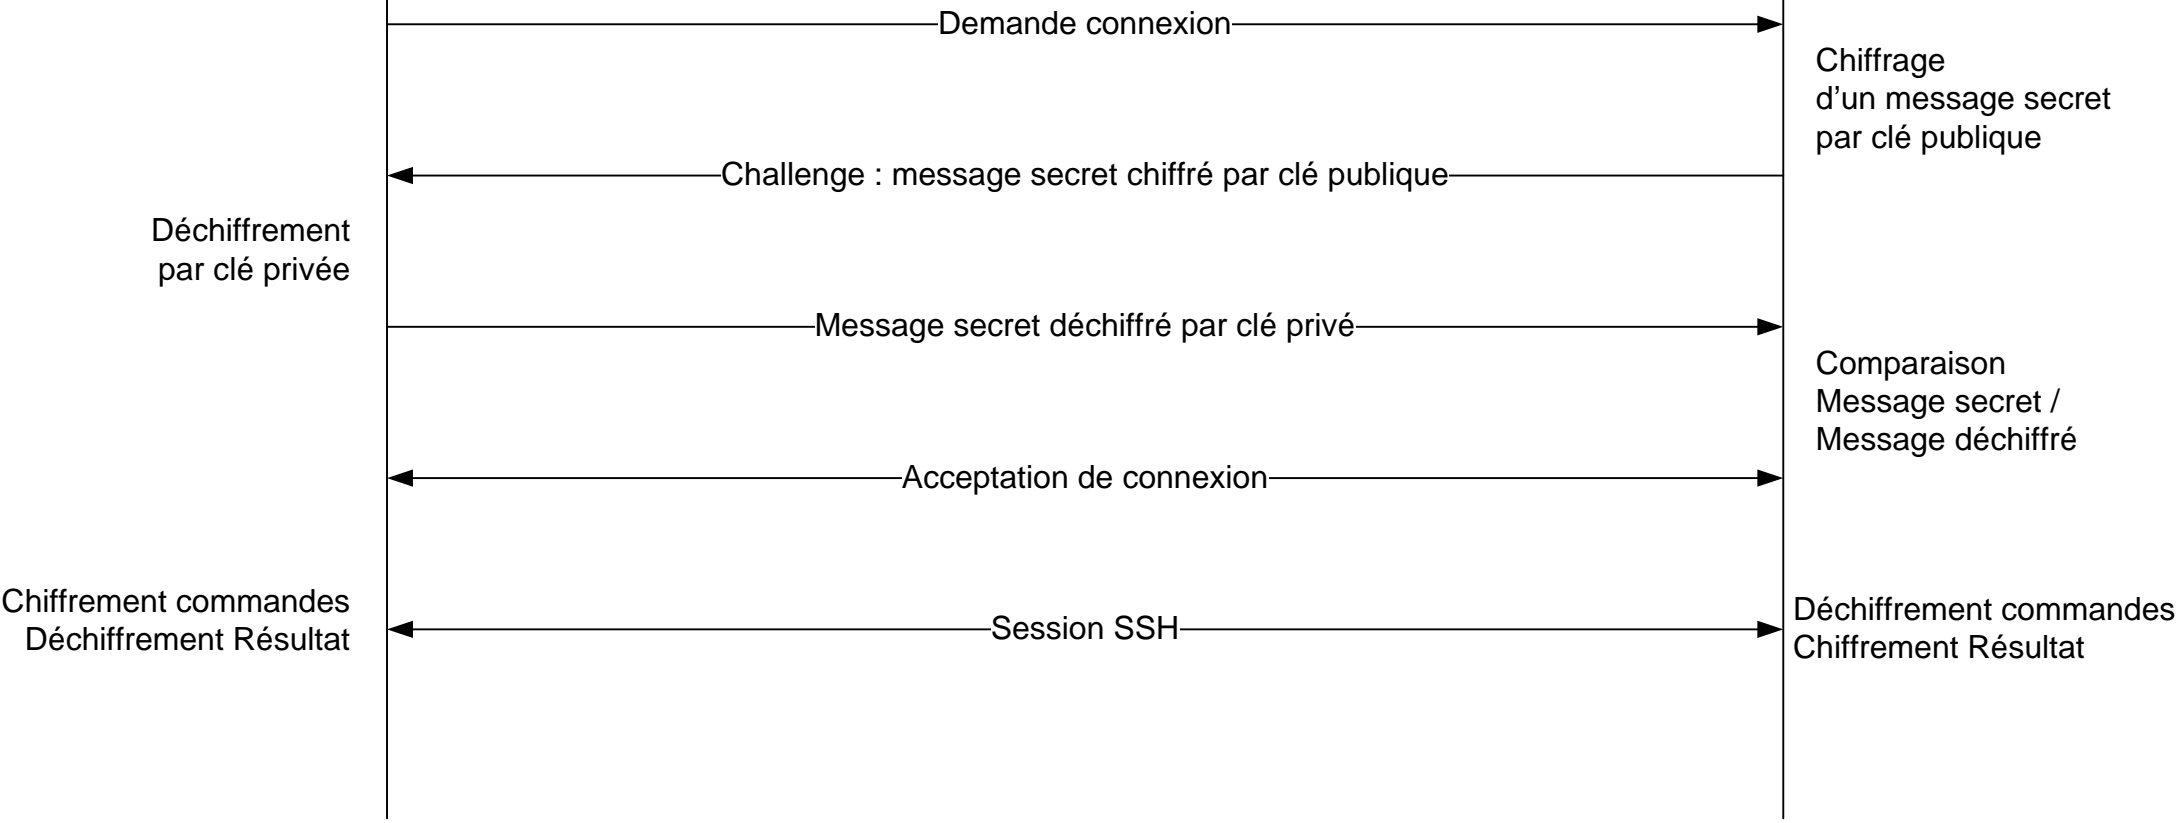 Demande connexion
Chiffrage
d’un message secret
par clé publique
Challenge : message secret chiffré par clé publique
Déchiffrement
par clé privée
Message secret déchiffré par clé privé
Comparaison
Message secret /
Message déchiffré
Acceptation de connexion
Chiffrement commandes
Déchiffrement Résultat
Session SSH
Déchiffrement commandes
Chiffrement Résultat